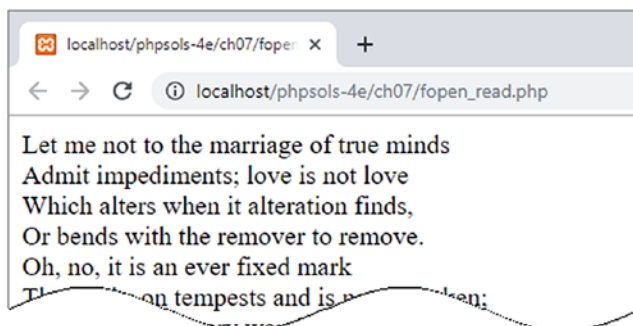 localhost/phpsols-4e/ch07/fopen
localhost/phpsols-4e/ch07/fopen_read.php
Let me not to the marriage of true minds
Admit impediments; love is not love
Which alters when it alteration finds,
Or bends with the remover to remove.
Oh, no, it is an ever fixed mark
on tempests and is